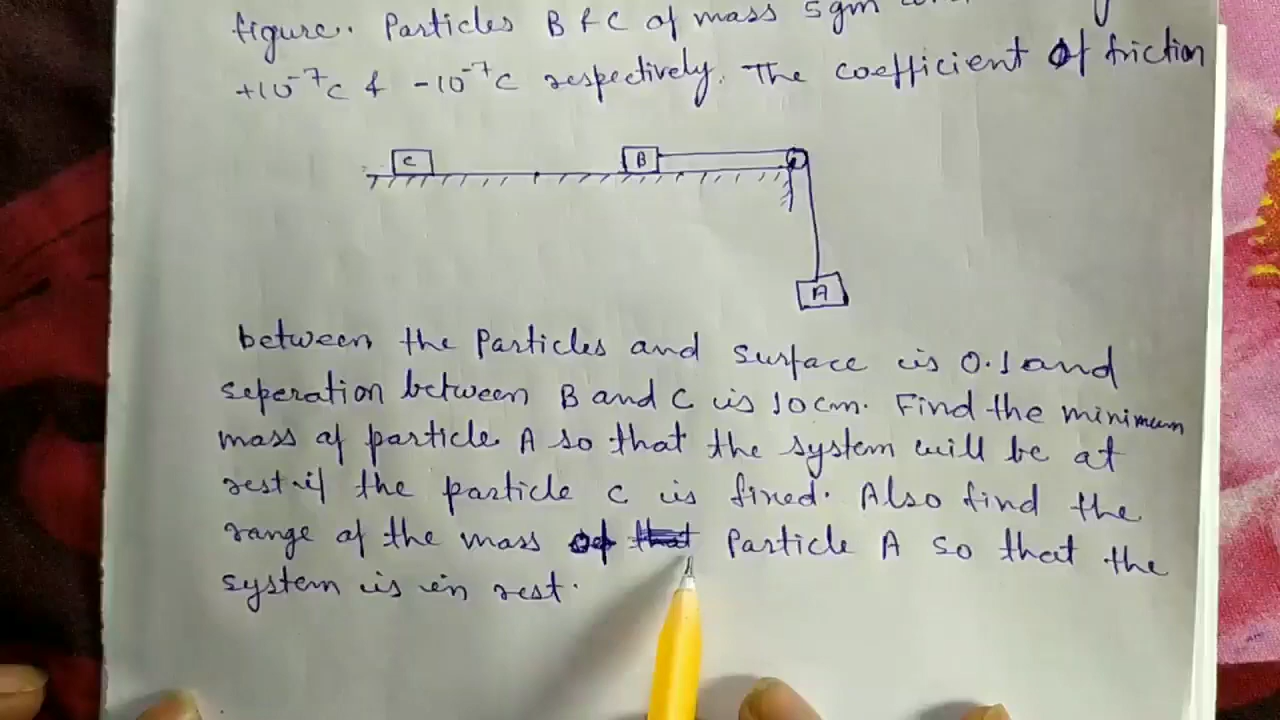 figure. Particles B & C of mass 5gm
+10⁻⁷C & -10⁻⁷C respectively. The coefficient of friction
C
B
A
between the Particles and surface is 0.1 and
seperation between B and C is 10cm. Find the minimum
mass of particle A so that the system will be at
rest if the particle C is fixed. Also find the
range of the mass of Particle A so that the
system is in rest.